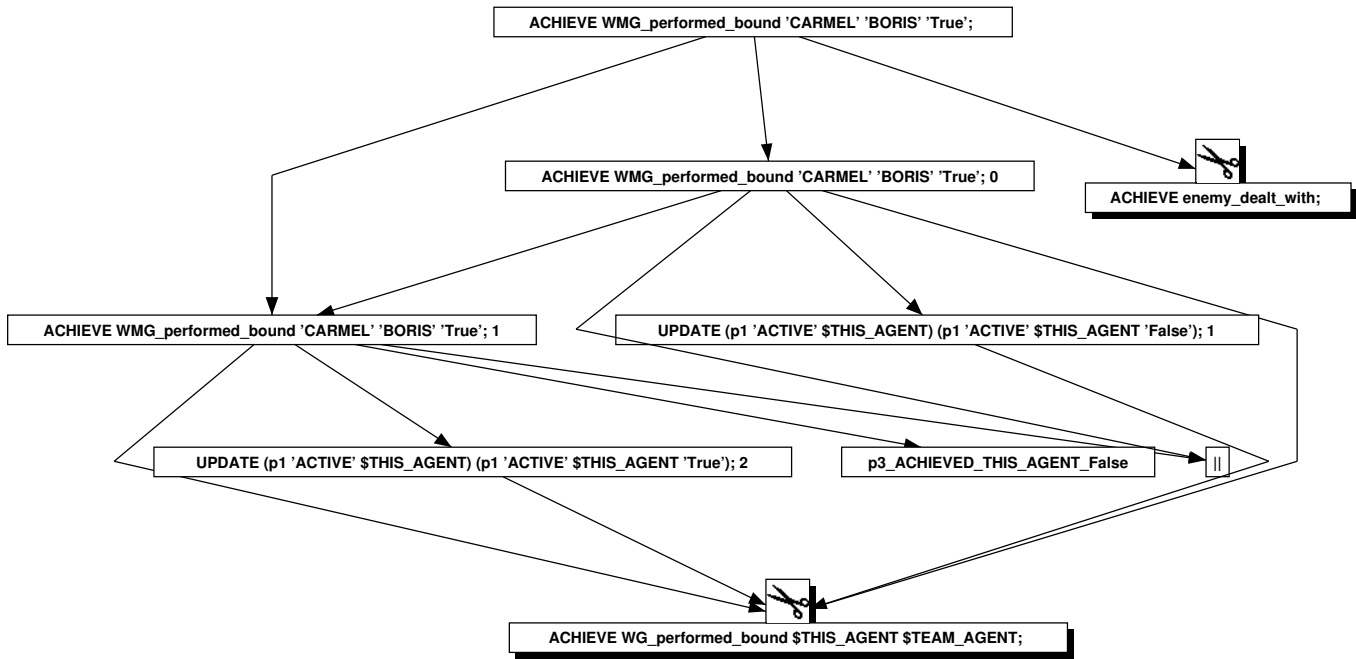 ACHIEVE WMG_performed_bound 'CARMEL' 'BORIS' 'True';
ACHIEVE WMG_performed_bound 'CARMEL' 'BORIS' 'True'; 0
ACHIEVE enemy_dealt_with;
ACHIEVE WMG_performed_bound 'CARMEL' 'BORIS' 'True'; 1
UPDATE (p1 'ACTIVE' $THIS_AGENT) (p1 'ACTIVE' $THIS_AGENT 'False'); 1
UPDATE (p1 'ACTIVE' $THIS_AGENT) (p1 'ACTIVE' $THIS_AGENT 'True'); 2
p3_ACHIEVED_THIS_AGENT_False
||
ACHIEVE WG_performed_bound $THIS_AGENT $TEAM_AGENT;